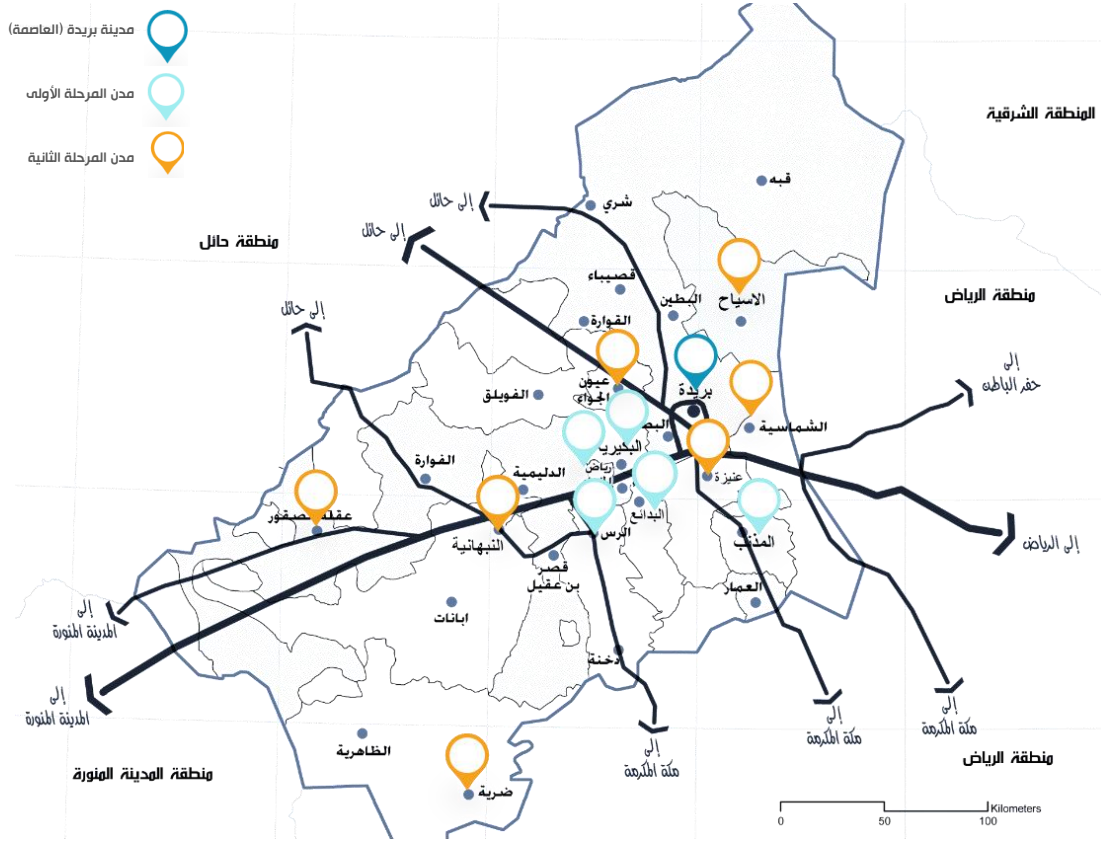 مدينة بريدة (العاصمة)
مدن المرحلة الأولى
مدن المرحلة الثانية
المنطقة الشرقية
قبه
شري
إلى حائل
إلى حائل
منطقة حائل
الاسياح
قصيباء
البطين
منطقة الرياض
إلى حائل
القوارة
إلى
حفر الباطن
عيون
الجواء
بريدة
الفويلق
الشماسية
البكيرية
الفوارة
الدليمية
رياض
عنيزة
البدائع
الرس
المذنب
النبهانية
إلى الرياض
قصر
بن عقيل
العمار
إلى
المدينة المنورة
ابانات
دخنة
إلى
المدينة المنورة
إلى
مكة المكرمة
إلى
مكة المكرمة
إلى
مكة المكرمة
الظاهرية
منطقة الرياض
منطقة المدينة المنورة
ضرية
Kilometers
0 50 100